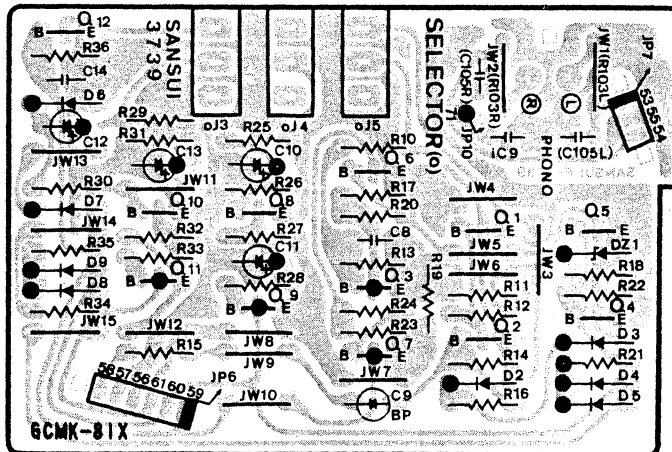 SANSUI
3739
SELECTOR(o)
Q12
B E
R36
C14
D6
C12
JW13
R30
D7
JW14
R35
D9
D8
R34
JW15
R29
R31
C13
JW11
Q10
B E
R32
R33
Q11
B E
JW12
R15
J3
J4
R25
C10
R26
Q8
B E
R27
C11
R28
Q9
B E
JW8
JW9
JW10
J5
R10
Q6
B E
R17
R20
C8
R13
Q3
B E
R24
R23
Q7
B E
JW7
C9
BP
R19
JW2(R103R)
(C106R)
JP10
71
R
L
JW1(R103L)
JP7
53 55 54
IC9
(C105L)
PHONO
JW4
Q1
B E
JW5
JW6
JW3
R11
R12
Q2
B E
R14
D2
R16
Q5
B E
DZ1
R18
R22
Q4
B E
D3
R21
D4
D5
58 57 56 61 60 59
JP6
GCMK-81X